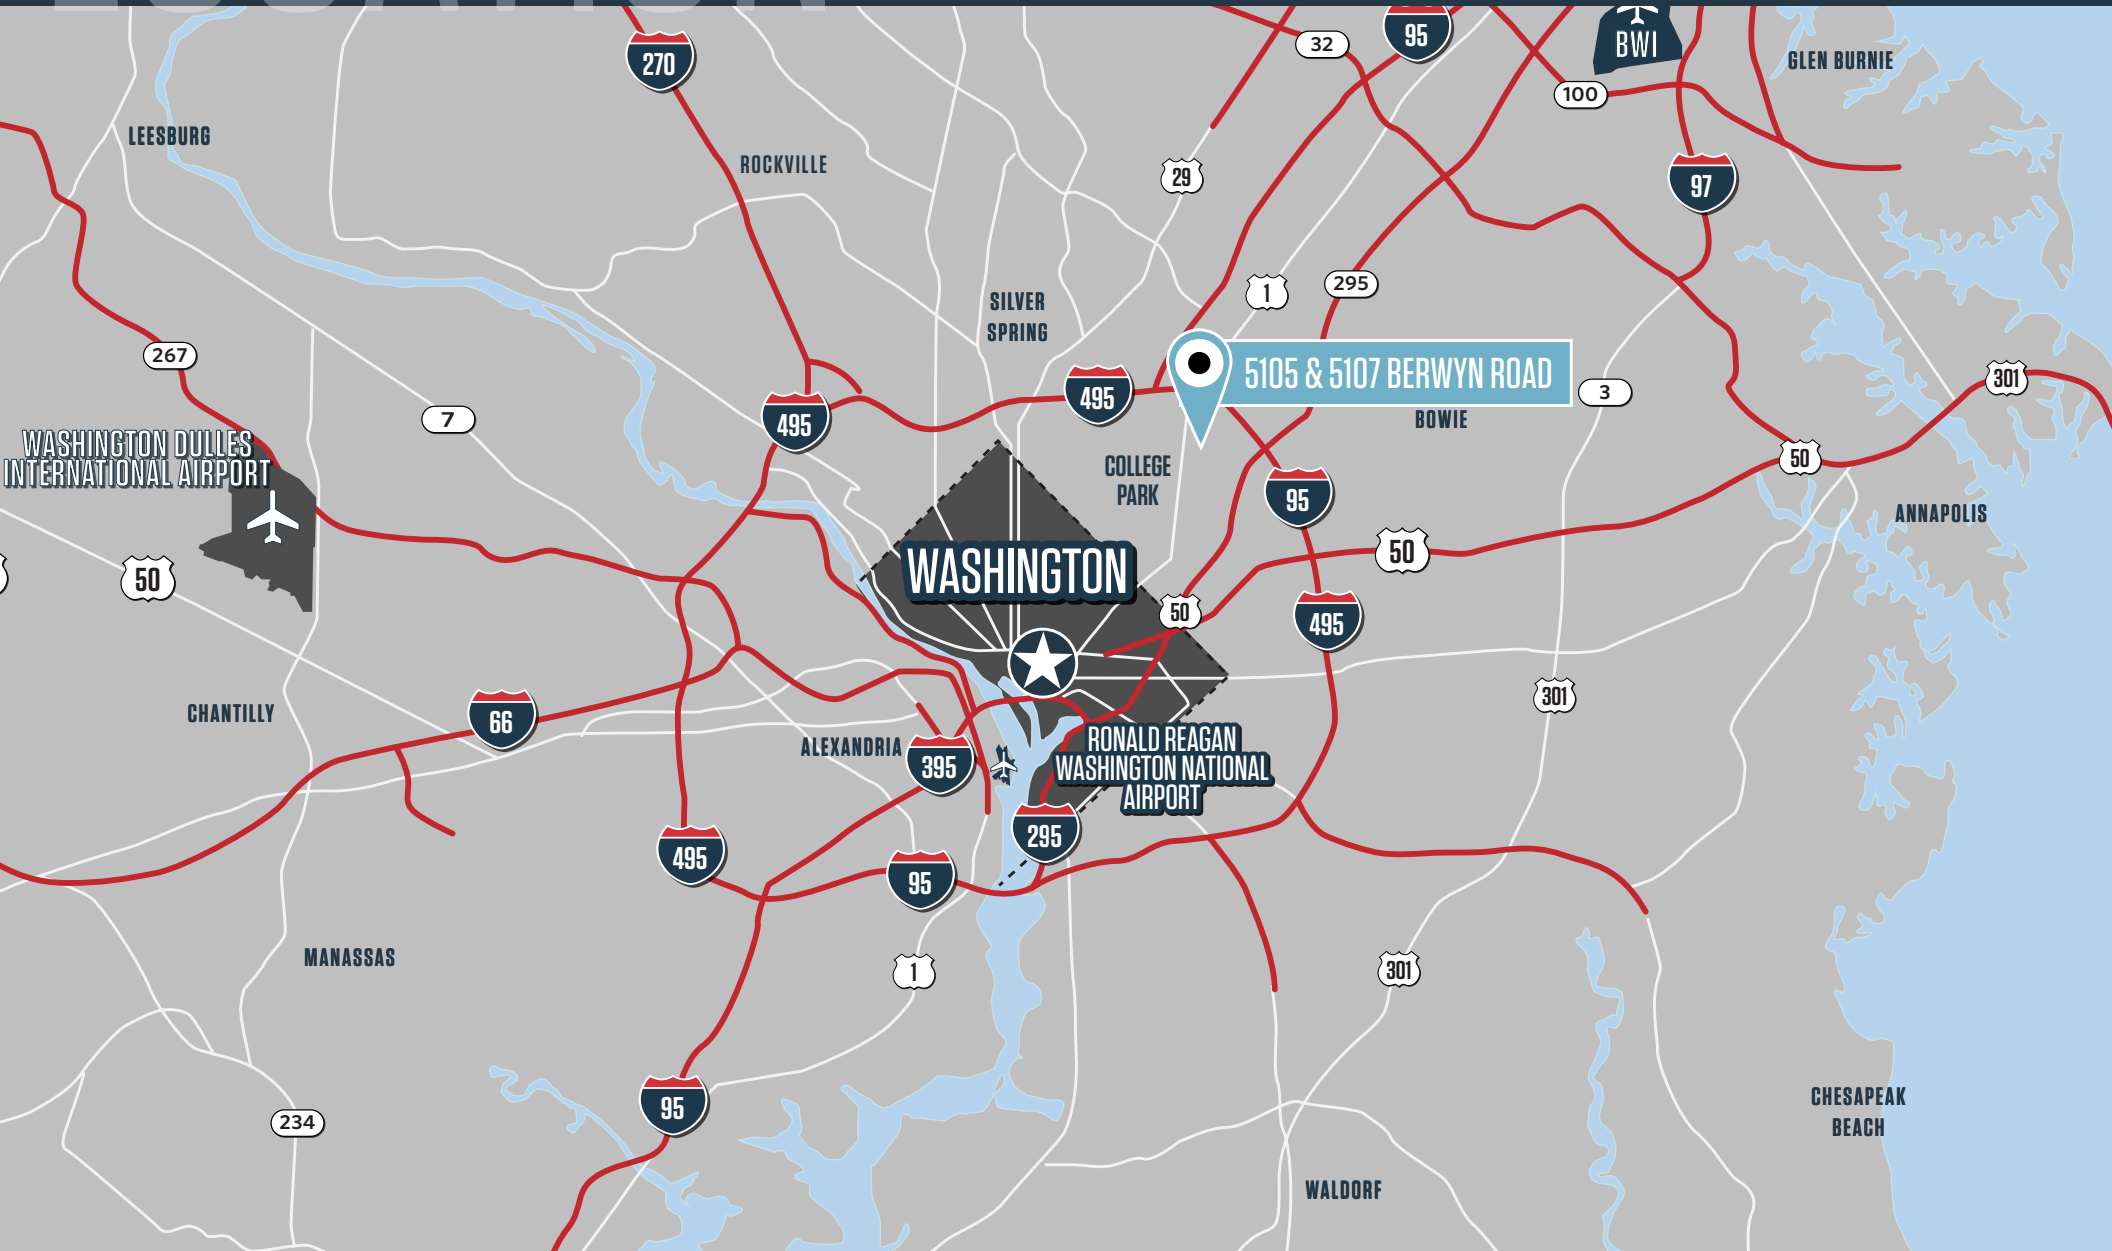 LOCATION
270
32
95
BWI
GLEN BURNIE
100
LEESBURG
ROCKVILLE
29
97
SILVER
SPRING
1
295
267
5105 & 5107 BERWYN ROAD
301
3
495
495
7
BOWIE
WASHINGTON DULLES
INTERNATIONAL AIRPORT
50
COLLEGE
PARK
95
ANNAPOLIS
50
50
WASHINGTON
50
495
301
CHANTILLY
66
ALEXANDRIA
395
RONALD REAGAN
WASHINGTON NATIONAL
AIRPORT
295
495
95
MANASSAS
1
301
95
234
CHESAPEAK
BEACH
WALDORF